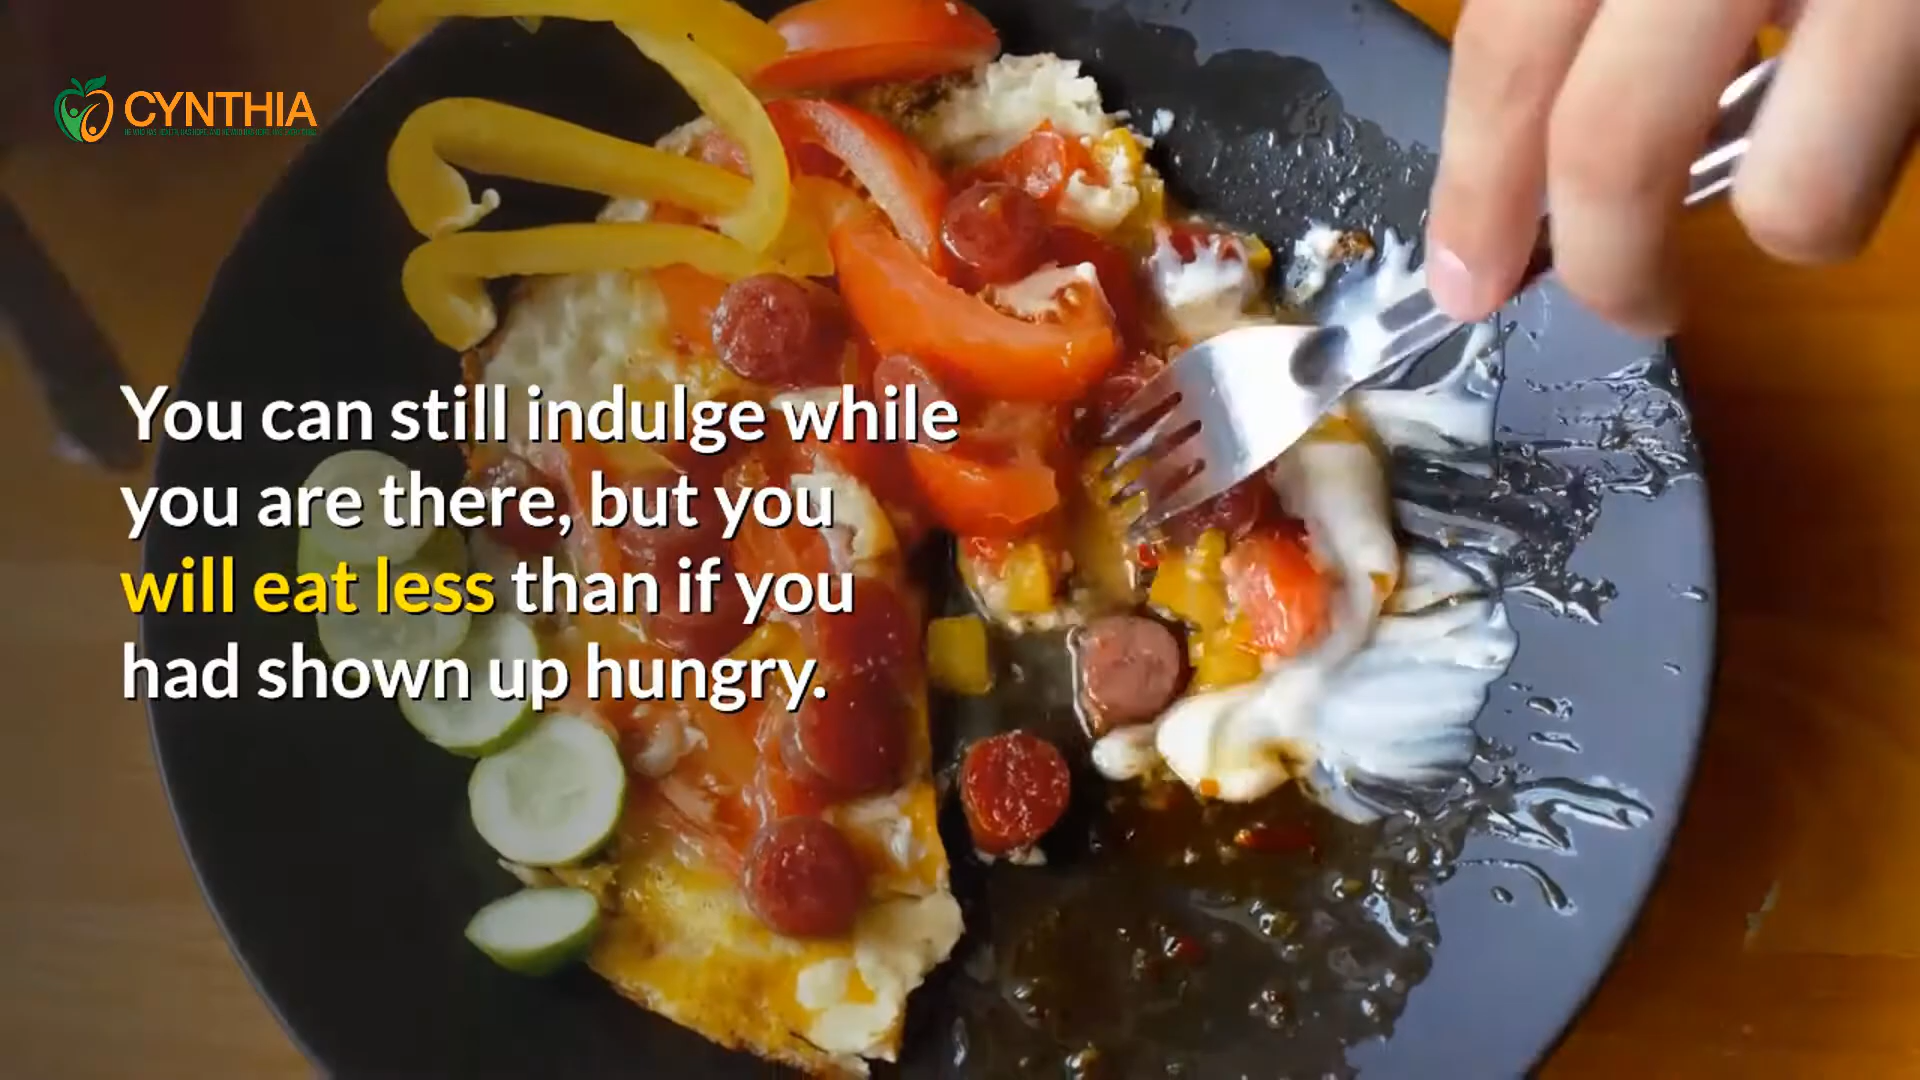 CYNTHIA
You can still indulge while
you are there, but you
will eat less than if you
had shown up hungry.